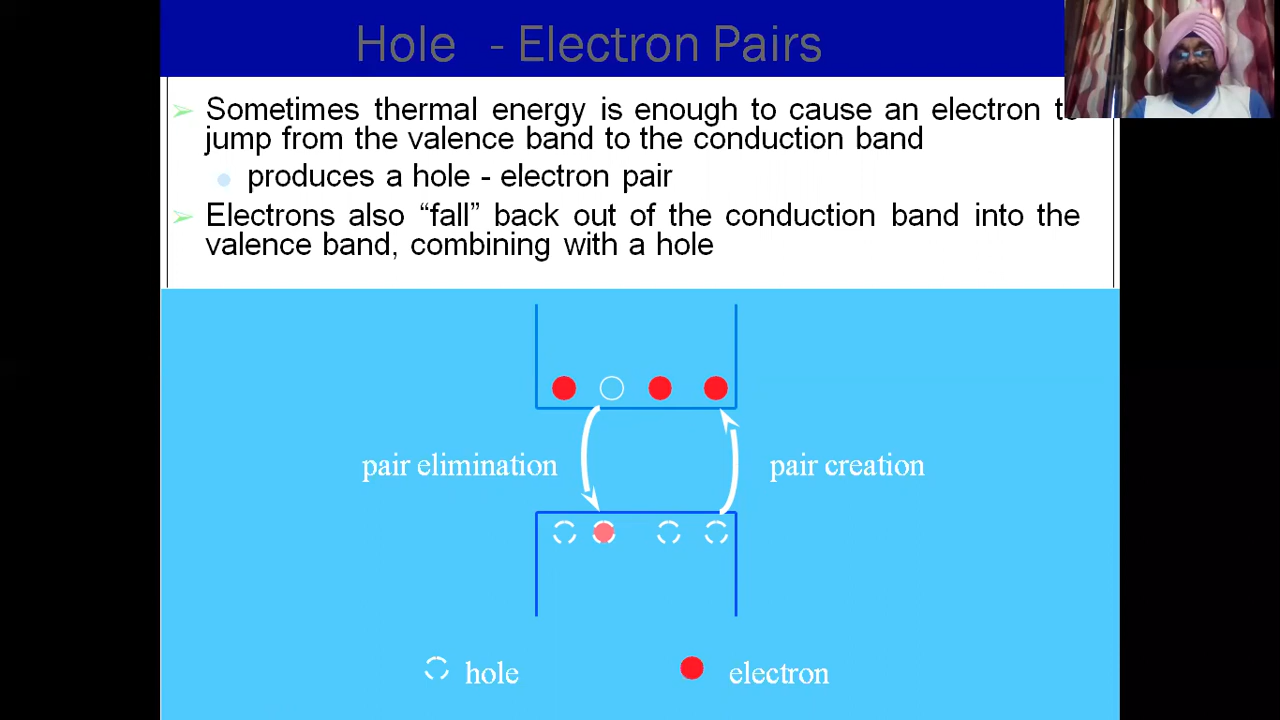 Hole - Electron Pairs
Sometimes thermal energy is enough to cause an electron to
jump from the valence band to the conduction band
produces a hole - electron pair
Electrons also “fall” back out of the conduction band into the
valence band, combining with a hole
pair elimination
pair creation
hole
electron